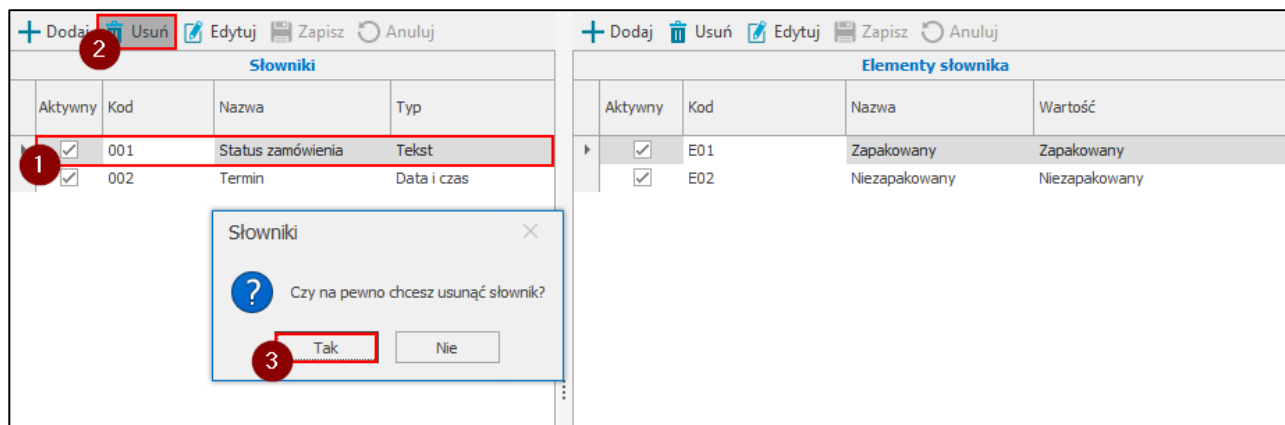 Dodaj Usuń Edytuj Zapisz Anuluj
2
Słowniki
Aktywny Kod Nazwa Typ
001 Status zamówienia Tekst
1
002 Termin Data i czas
Słowniki
Czy na pewno chcesz usunąć słownik?
Tak Nie
3
Dodaj Usuń Edytuj Zapisz Anuluj
Elementy słownika
Aktywny Kod Nazwa Wartość
E01 Zapakowany Zapakowany
E02 Niezapakowany Niezapakowany